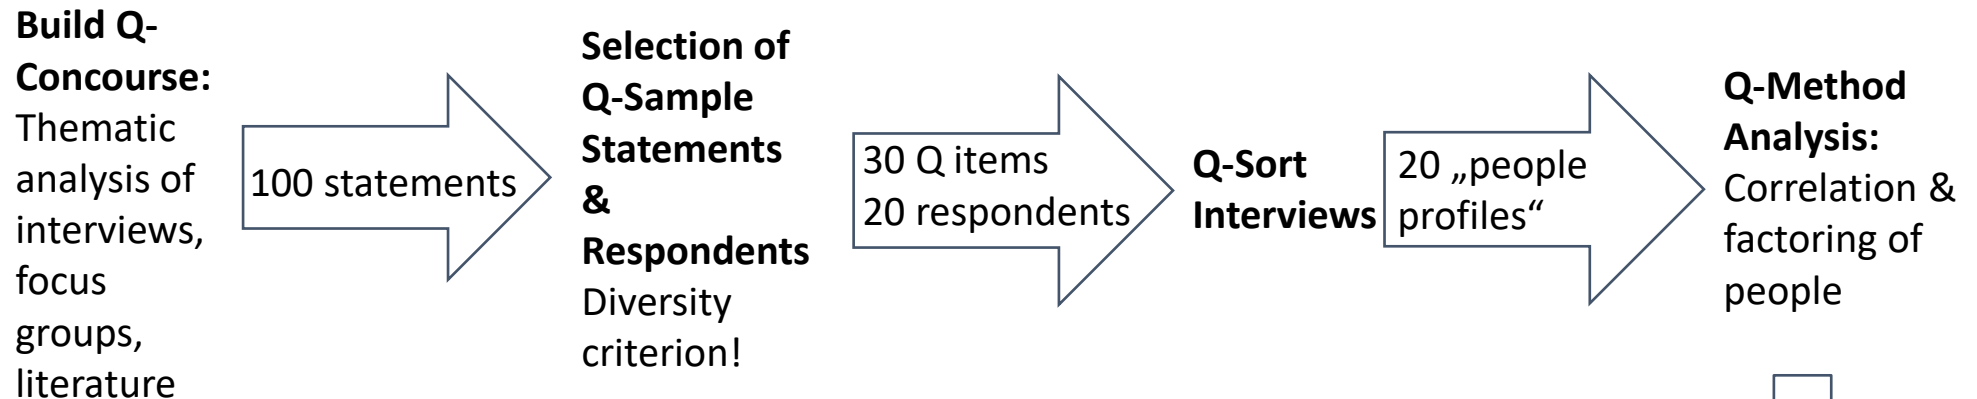 Build Q-
Concourse:
Thematic
analysis of
interviews,
focus
groups,
literature
100 statements
Selection of
Q-Sample
Statements
&
Respondents
Diversity
criterion!
30 Q items
20 respondents
Q-Sort
Interviews
20 „people
profiles“
Q-Method
Analysis:
Correlation &
factoring of
people